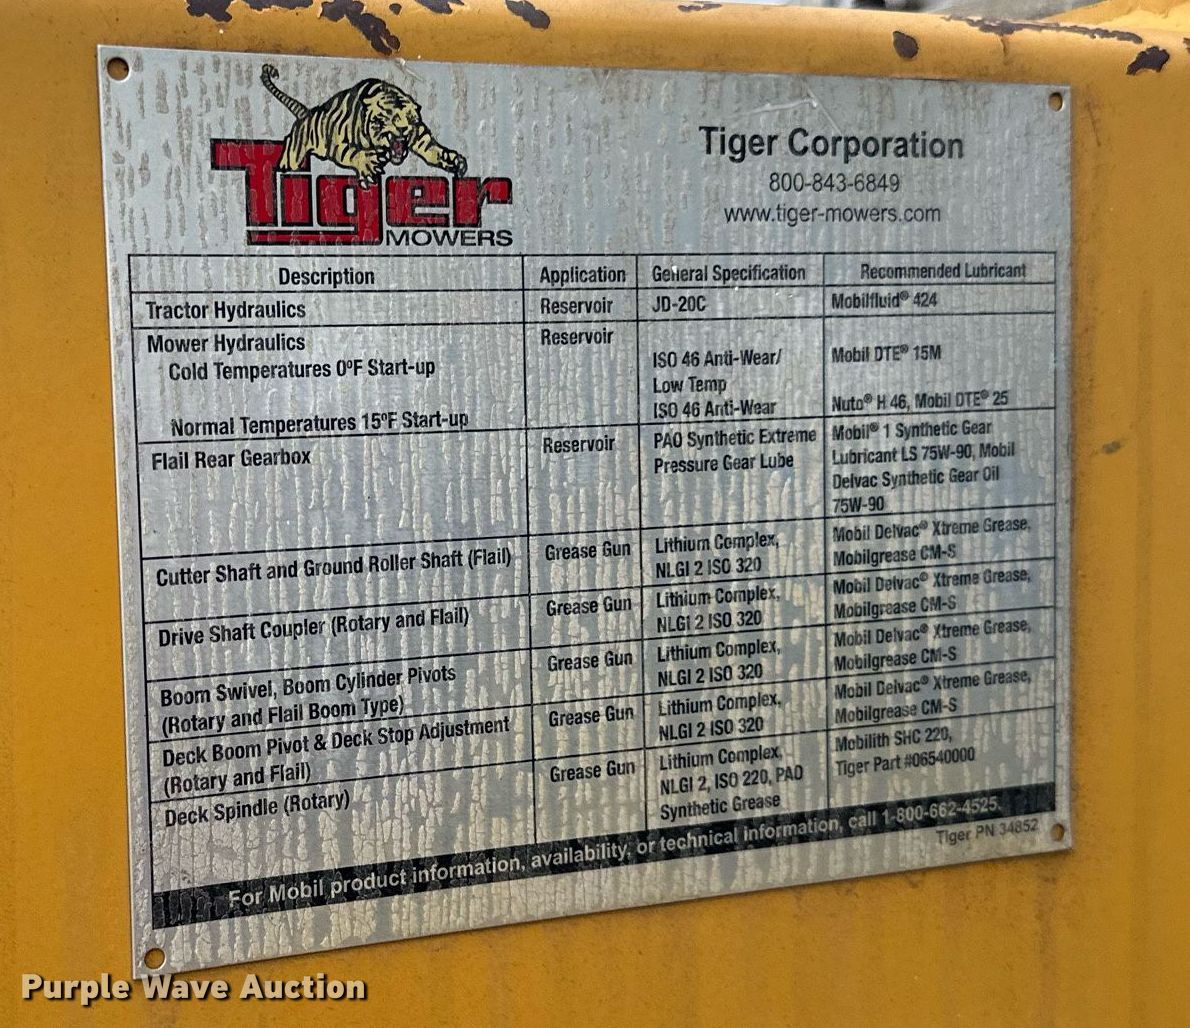 Tiger
MOWERS
Tiger Corporation
800-843-6849
www.tiger-mowers.com
Description Application General Specification Recommended Lubricant
Tractor Hydraulics Reservoir JD-20C Mobilfluid® 424
Mower Hydraulics Reservoir
Cold Temperatures 0ºF Start-up ISO 46 Anti-Wear/ Mobil DTE® 15M
Low Temp
Normal Temperatures 15ºF Start-up ISO 46 Anti-Wear Nuto® H 46, Mobil DTE® 25
Flail Rear Gearbox Reservoir PAO Synthetic Extreme Mobil® 1 Synthetic Gear
Pressure Gear Lube Lubricant LS 75W-90, Mobil
Delvac Synthetic Gear Oil
75W-90
Cutter Shaft and Ground Roller Shaft (Flail) Grease Gun Lithium Complex, Mobil Delvac® Xtreme Grease,
NLGI 2 ISO 320 Mobilgrease CM-S
Drive Shaft Coupler (Rotary and Flail) Grease Gun Lithium Complex, Mobil Delvac® Xtreme Grease,
NLGI 2 ISO 320 Mobilgrease CM-S
Boom Swivel, Boom Cylinder Pivots Grease Gun Lithium Complex, Mobil Delvac® Xtreme Grease,
(Rotary and Flail Boom Type) NLGI 2 ISO 320 Mobilgrease CM-S
Deck Boom Pivot & Deck Stop Adjustment Grease Gun Lithium Complex, Mobil Delvac® Xtreme Grease,
(Rotary and Flail) NLGI 2 ISO 320 Mobilgrease CM-S
Deck Spindle (Rotary) Grease Gun Lithium Complex, Mobilith SHC 220,
NLGI 2, ISO 220, PAO Tiger Part #06540000
Synthetic Grease
For Mobil product information, availability, or technical information, call 1-800-662-4525.
Tiger PN 34852
Purple Wave Auction